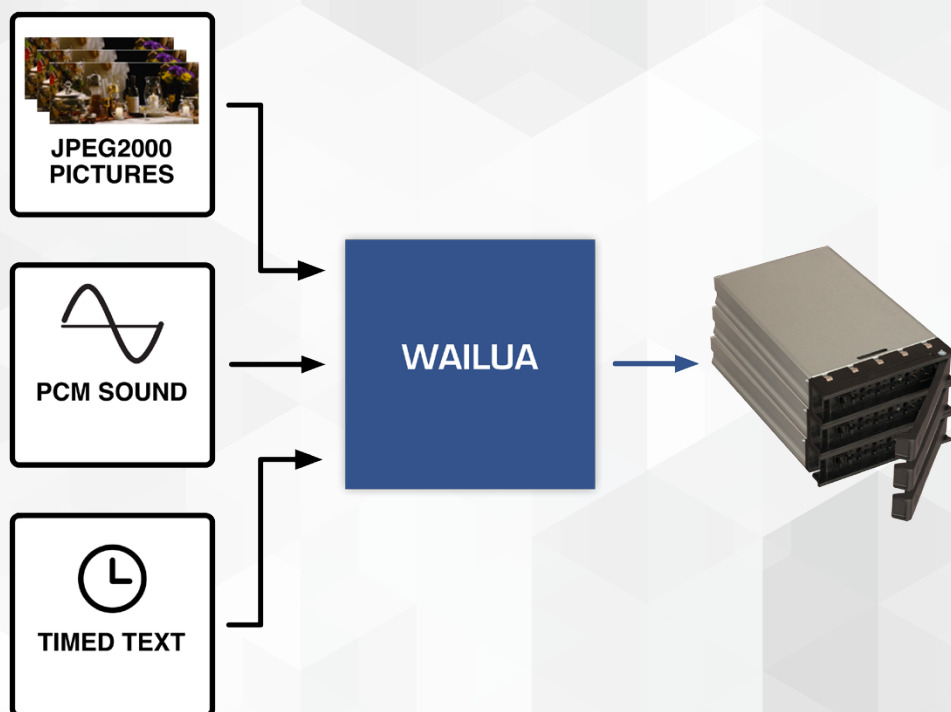 JPEG2000
PICTURES
PCM SOUND
WAILUA
TIMED TEXT